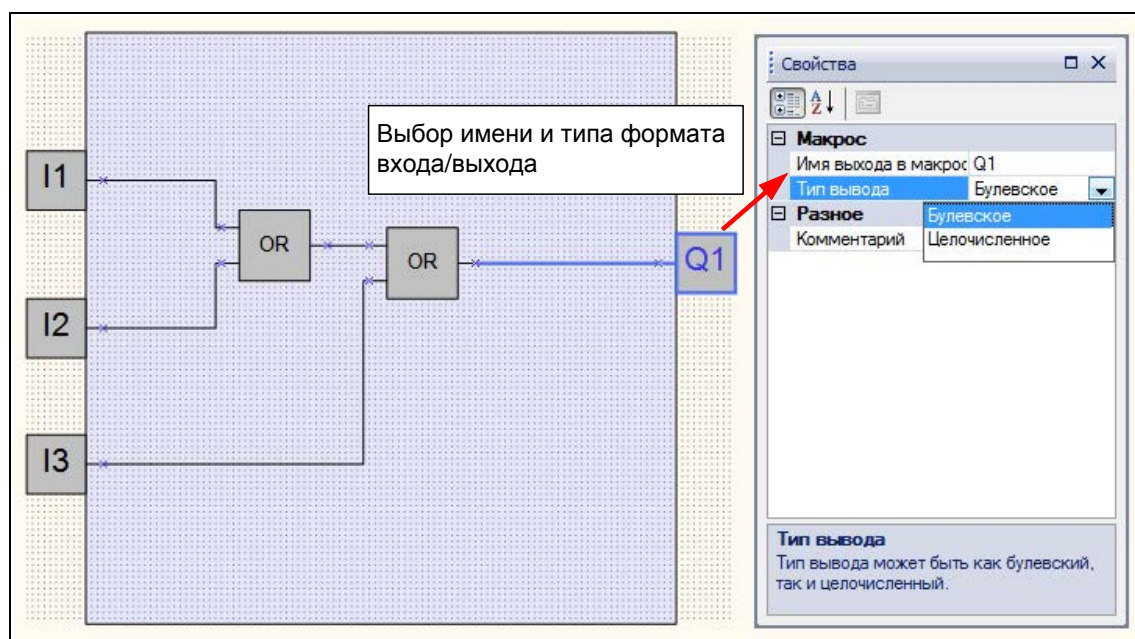 I1
I2
I3
OR
OR
Q1
Выбор имени и типа формата
входа/выхода
Свойства
Макрос
Имя выхода в макрос Q1
Тип вывода Булевское
Разное Булевское
Комментарий Целочисленное
Тип вывода
Тип вывода может быть как булевский,
так и целочисленный.